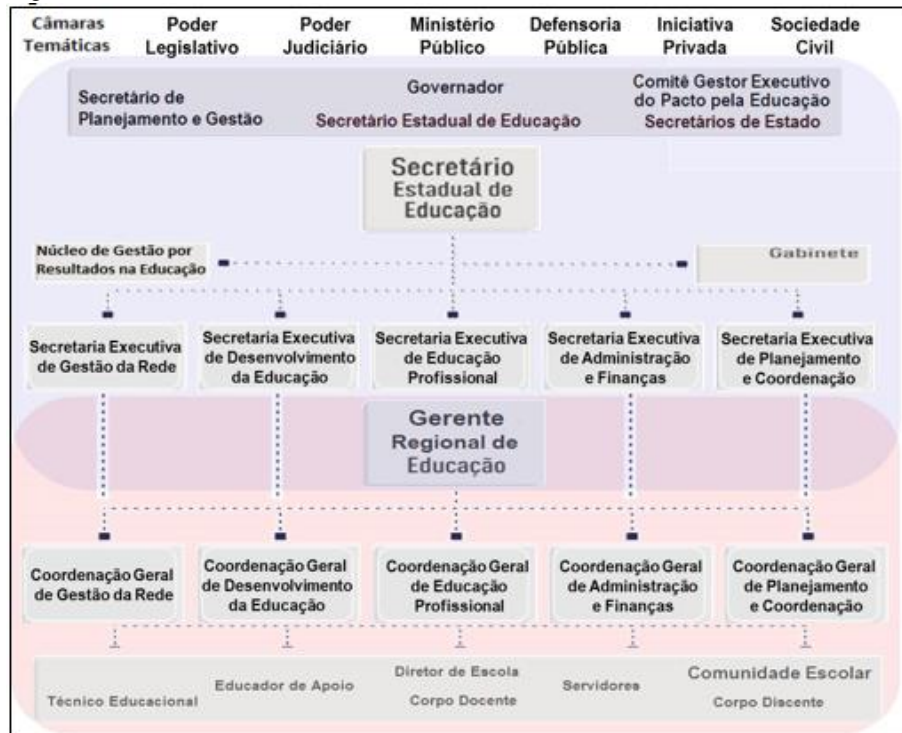 Câmaras Temáticas
Poder Legislativo
Poder Judiciário
Ministério Público
Defensoria Pública
Iniciativa Privada
Sociedade Civil
Secretário de
Planejamento e Gestão
Governador
Secretário Estadual de Educação
Comitê Gestor Executivo
do Pacto pela Educação
Secretários de Estado
Secretário
Estadual de
Educação
Núcleo de Gestão por
Resultados na Educação
Gabinete
Secretaria Executiva
de Gestão da Rede
Secretaria Executiva
de Desenvolvimento
da Educação
Secretaria Executiva
de Educação
Profissional
Secretaria Executiva
de Administração
e Finanças
Secretaria Executiva
de Planejamento
e Coordenação
Gerente
Regional de
Educação
Coordenação Geral
de Gestão da Rede
Coordenação Geral
de Desenvolvimento
da Educação
Coordenação Geral
de Educação
Profissional
Coordenação Geral
de Administração
e Finanças
Coordenação Geral
de Planejamento
e Coordenação
Técnico Educacional
Educador de Apoio
Diretor de Escola
Corpo Docente
Servidores
Comunidade Escolar
Corpo Discente